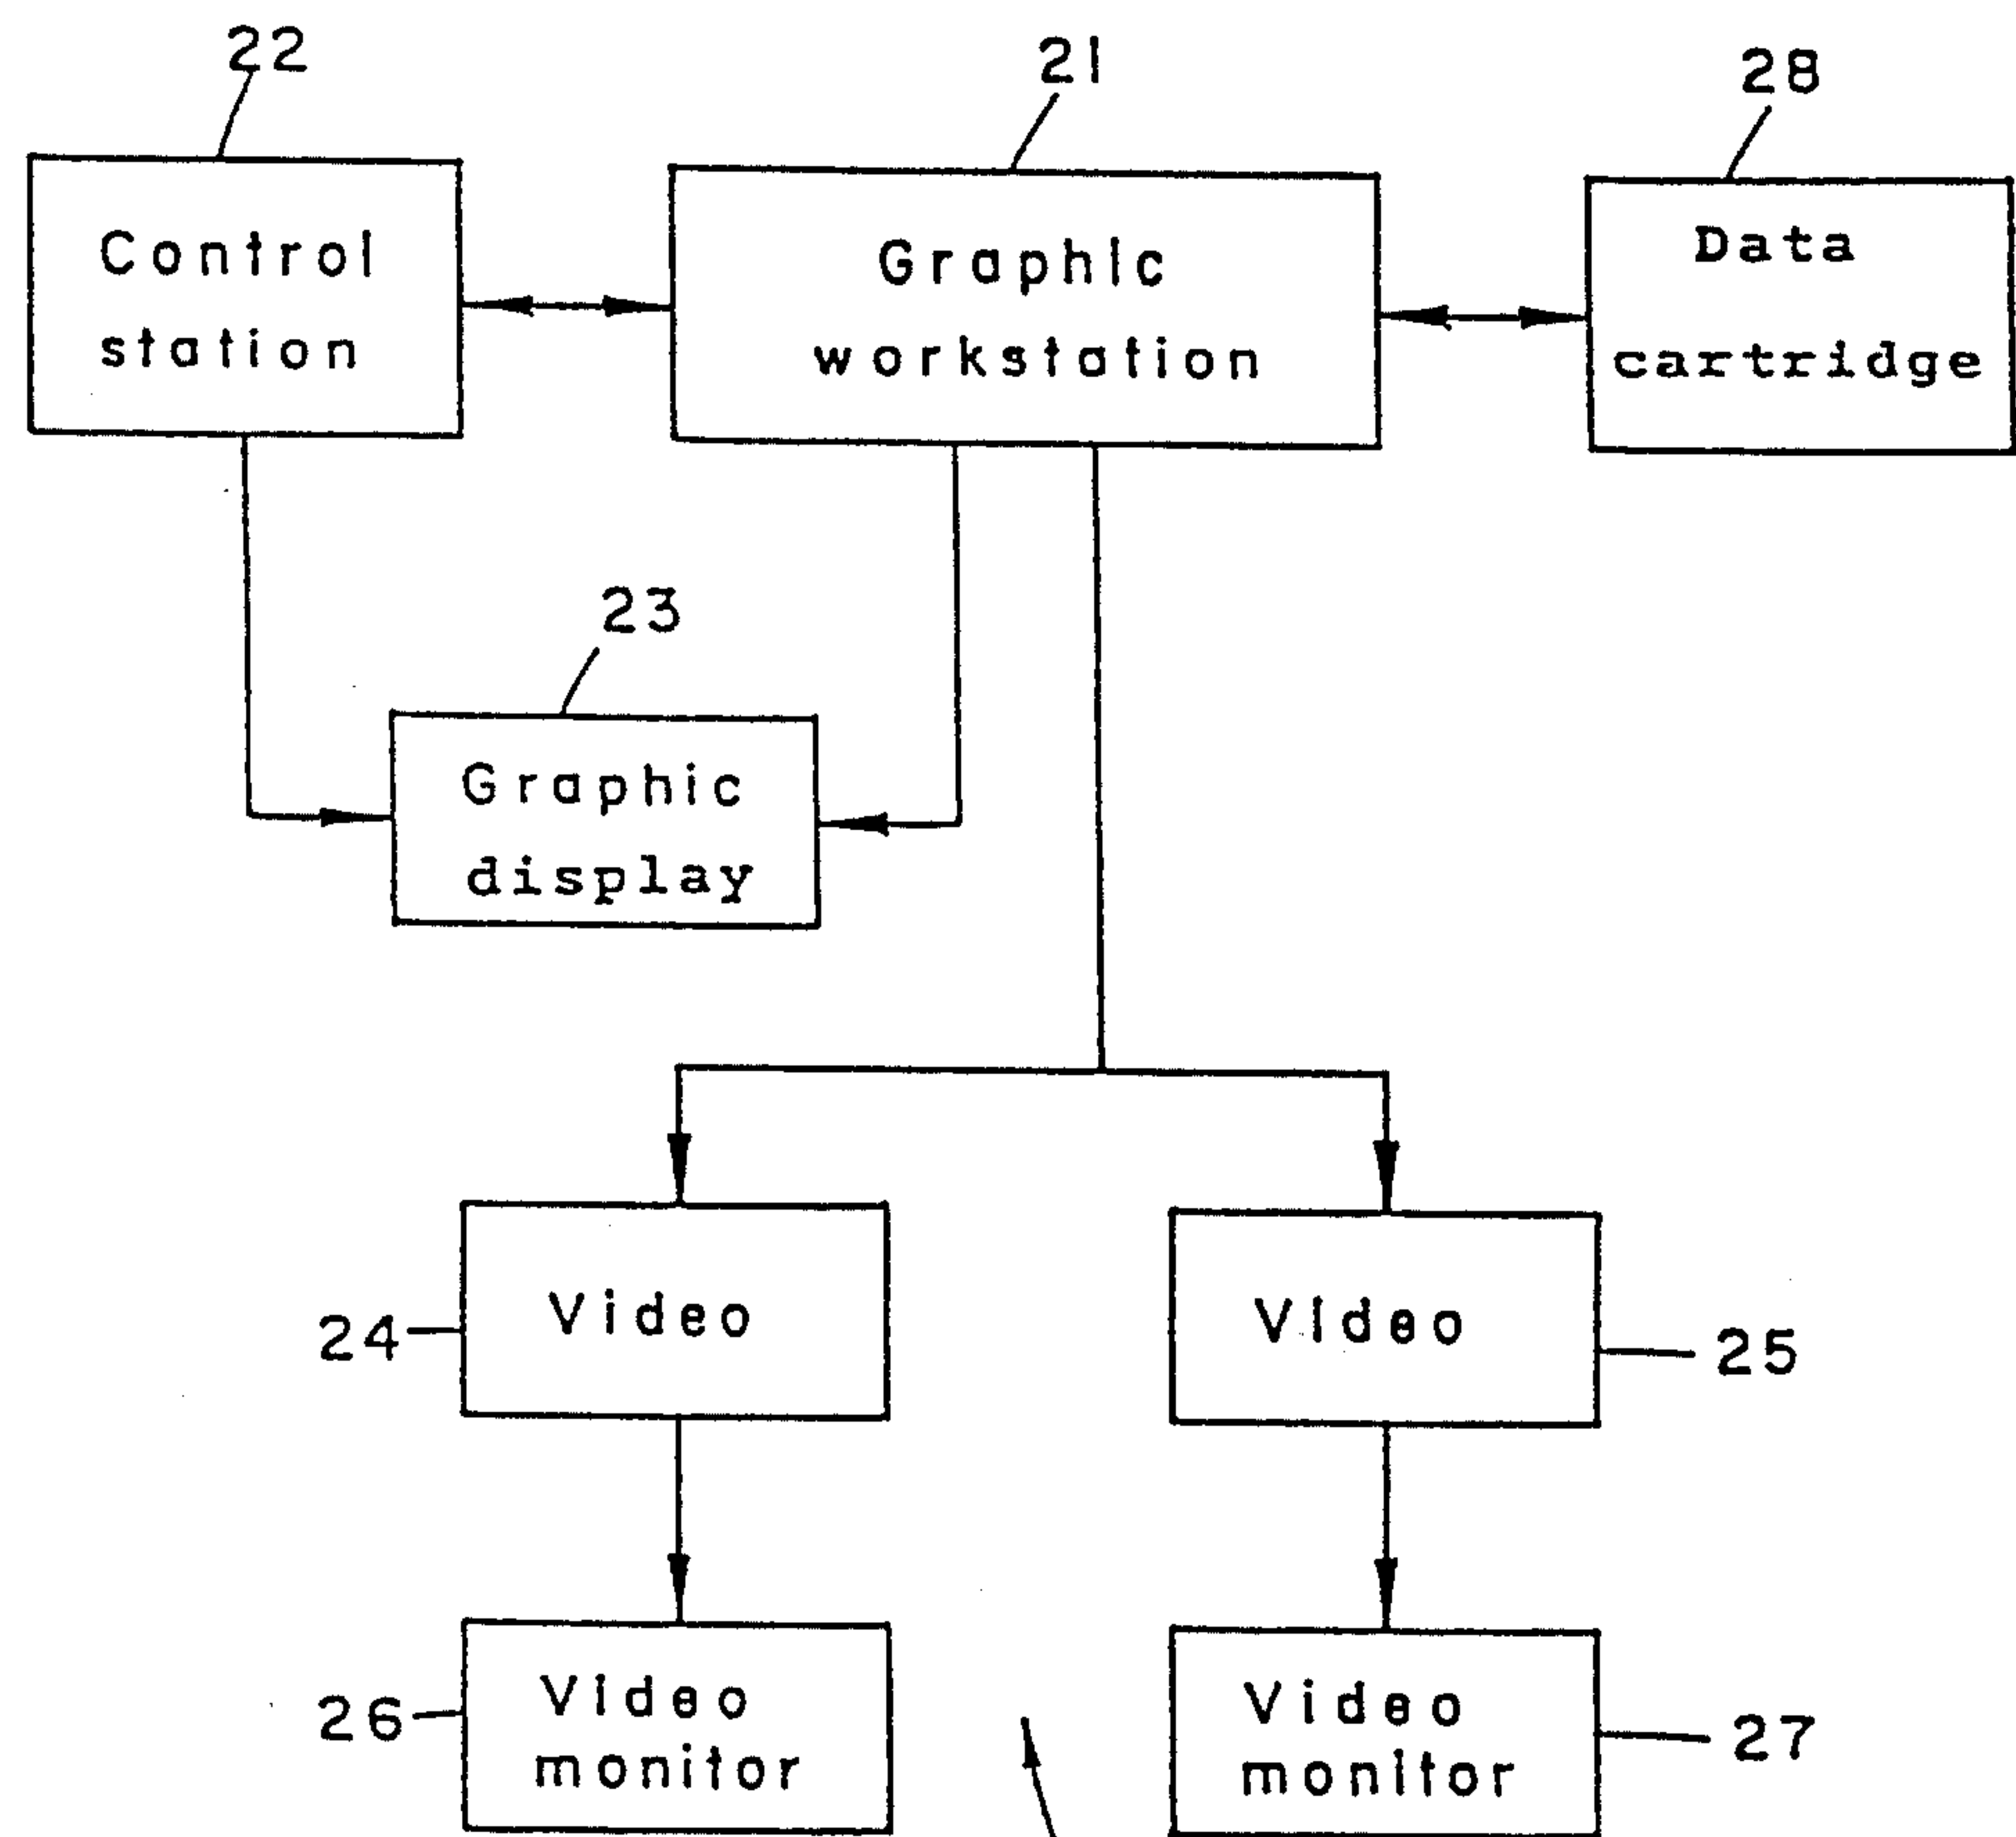 22
21
28
Control
station
Graphic
workstation
Data
cartridge
23
Graphic
display
24
Video
Video
25
26
Video
monitor
Video
monitor
27